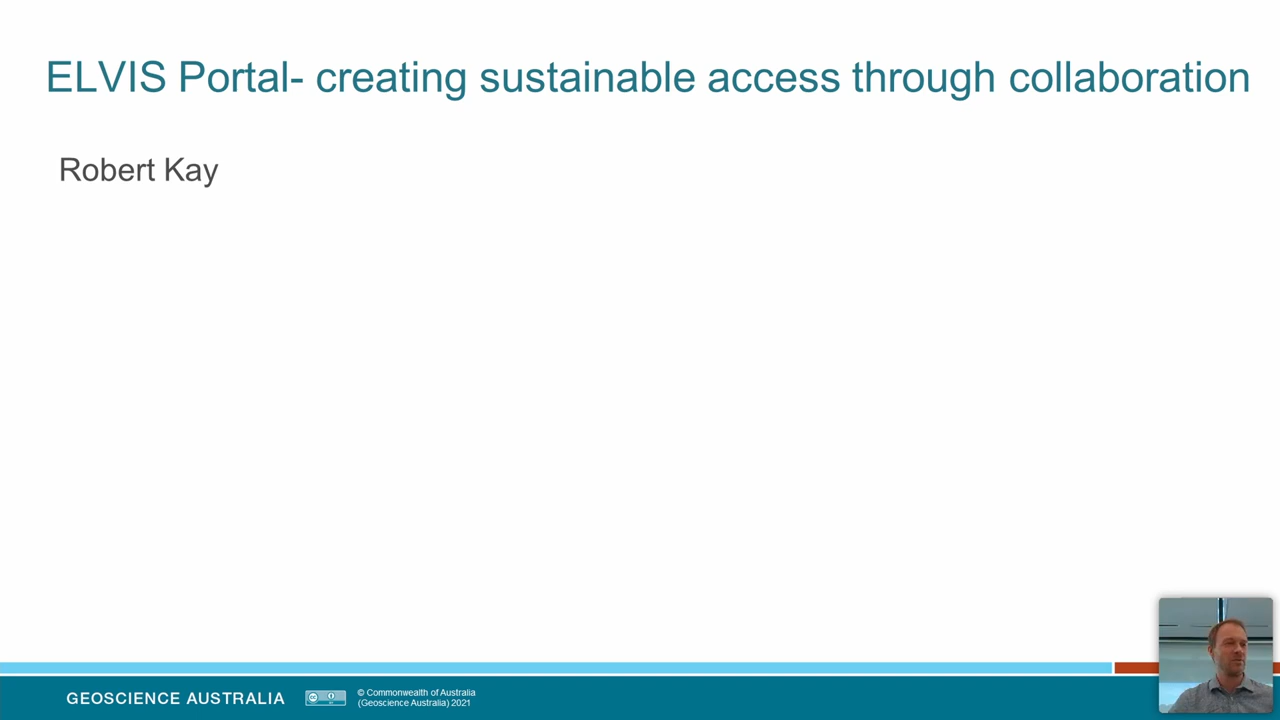 ELVIS Portal- creating sustainable access through collaboration
Robert Kay
GEOSCIENCE AUSTRALIA
© Commonwealth of Australia
(Geoscience Australia) 2021